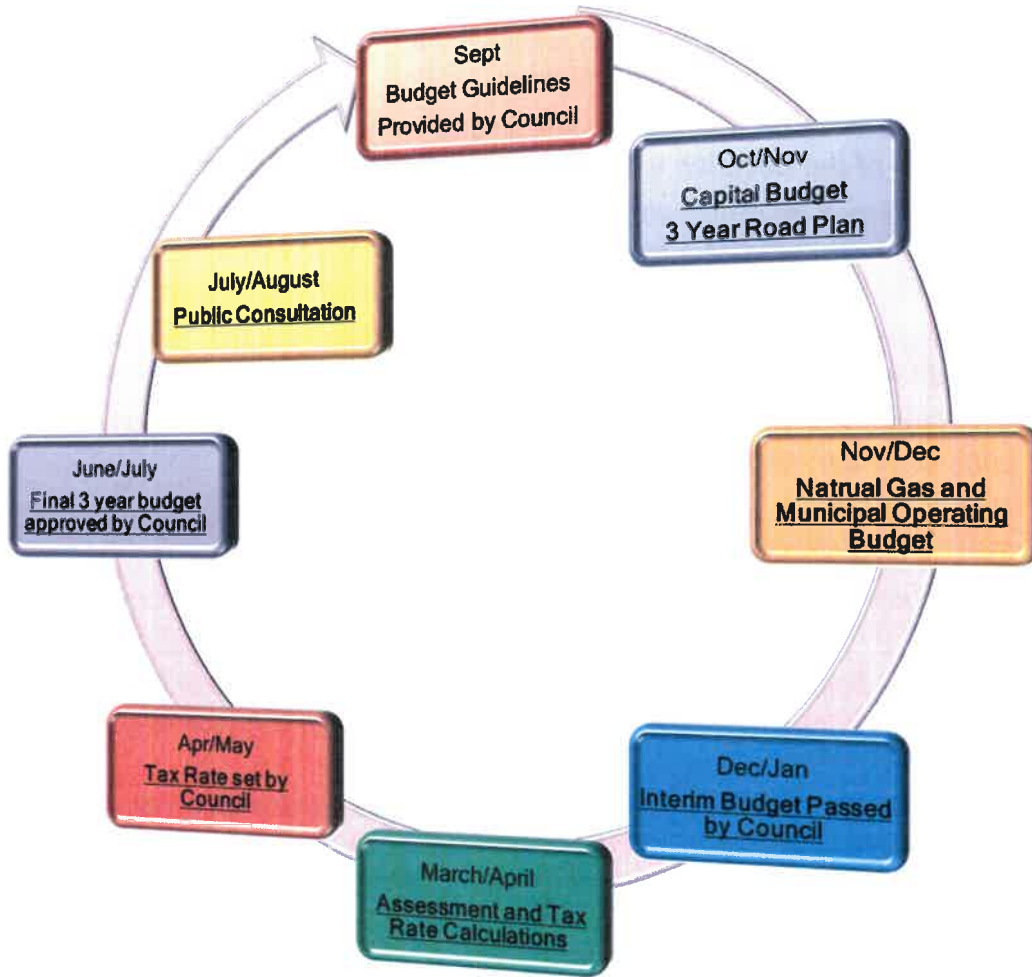 Sept
Budget Guidelines
Provided by Council
Oct/Nov
Capital Budget
3 Year Road Plan
Nov/Dec
Natrual Gas and
Municipal Operating
Budget
Dec/Jan
Interim Budget Passed
by Council
March/April
Assessment and Tax
Rate Calculations
Apr/May
Tax Rate set by
Council
June/July
Final 3 year budget
approved by Council
July/August
Public Consultation